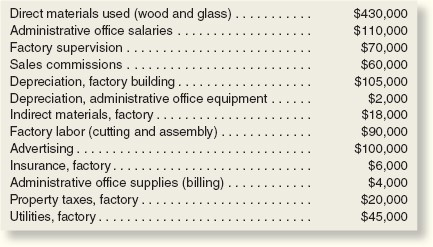 Direct materials used (wood and glass) . . . . . . . . . . . $430,000
Administrative office salaries . . . . . . . . . . . . . . . . . . . $110,000
Factory supervision . . . . . . . . . . . . . . . . . . . . . . . . . . $70,000
Sales commissions . . . . . . . . . . . . . . . . . . . . . . . . . . $60,000
Depreciation, factory building . . . . . . . . . . . . . . . . . . . $105,000
Depreciation, administrative office equipment . . . . . . $2,000
Indirect materials, factory . . . . . . . . . . . . . . . . . . . . . . $18,000
Factory labor (cutting and assembly) . . . . . . . . . . . . . $90,000
Advertising . . . . . . . . . . . . . . . . . . . . . . . . . . . . . . . . . $100,000
Insurance, factory . . . . . . . . . . . . . . . . . . . . . . . . . . . . $6,000
Administrative office supplies (billing) . . . . . . . . . . . . $4,000
Property taxes, factory . . . . . . . . . . . . . . . . . . . . . . . . $20,000
Utilities, factory . . . . . . . . . . . . . . . . . . . . . . . . . . . . . . $45,000